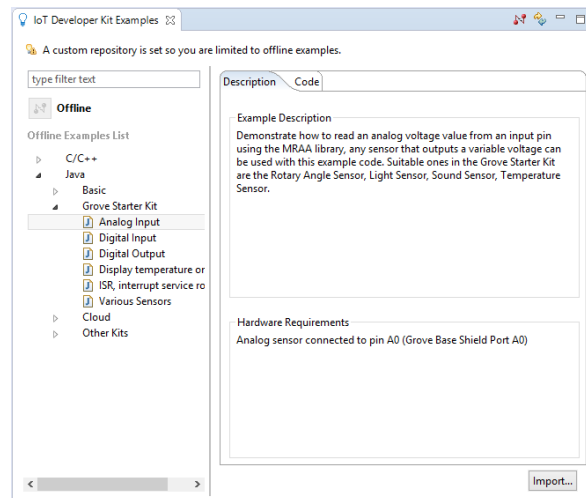 IoT Developer Kit Examples
A custom repository is set so you are limited to offline examples.
type filter text
Offline
Offline Examples List
C/C++
Java
Basic
Grove Starter Kit
Analog Input
Digital Input
Digital Output
Display temperature or
ISR, interrupt service ro
Various Sensors
Cloud
Other Kits
Description
Code
Example Description
Demonstrate how to read an analog voltage value from an input pin
using the MRAA library, any sensor that outputs a variable voltage can
be used with this example code. Suitable ones in the Grove Starter Kit
are the Rotary Angle Sensor, Light Sensor, Sound Sensor, Temperature
Sensor.
Hardware Requirements
Analog sensor connected to pin A0 (Grove Base Shield Port A0)
Import...